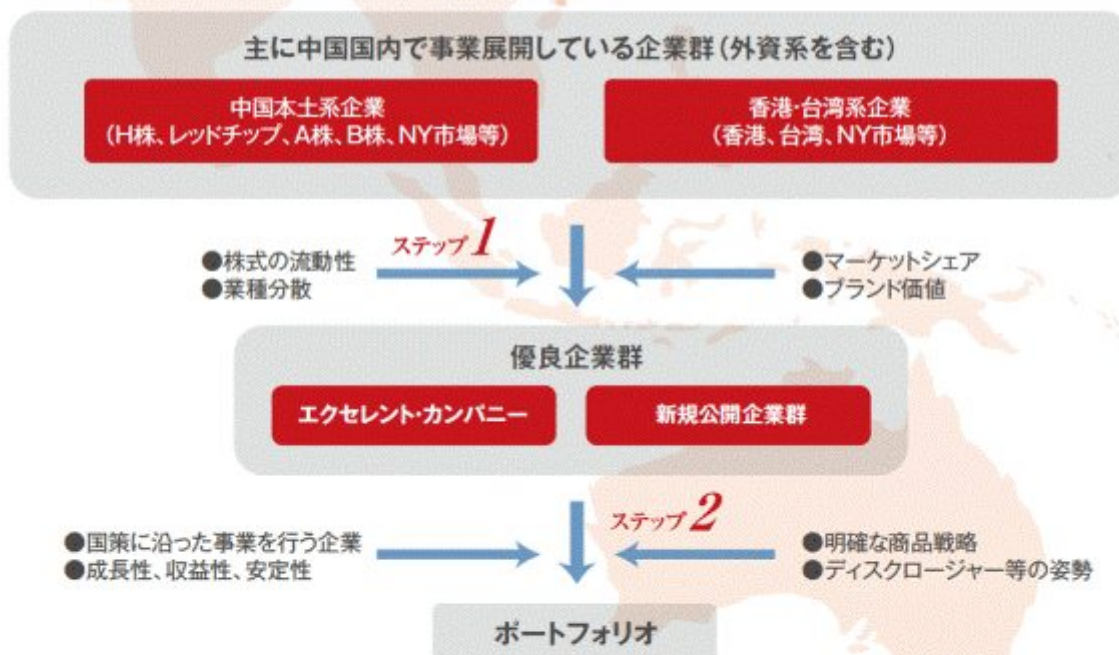 主に中国国内で事業展開している企業群(外資系を含む)
中国本土系企業
(H株、レッドチップ、A株、B株、NY市場等)
香港・台湾系企業
(香港、台湾、NY市場等)
ステップ1
●株式の流動性
●業種分散
●マーケットシェア
●ブランド価値
優良企業群
エクセレント・カンパニー
新規公開企業群
ステップ2
●国策に沿った事業を行う企業
●成長性、収益性、安定性
●明確な商品戦略
●ディスクロージャー等の姿勢
ポートフォリオ